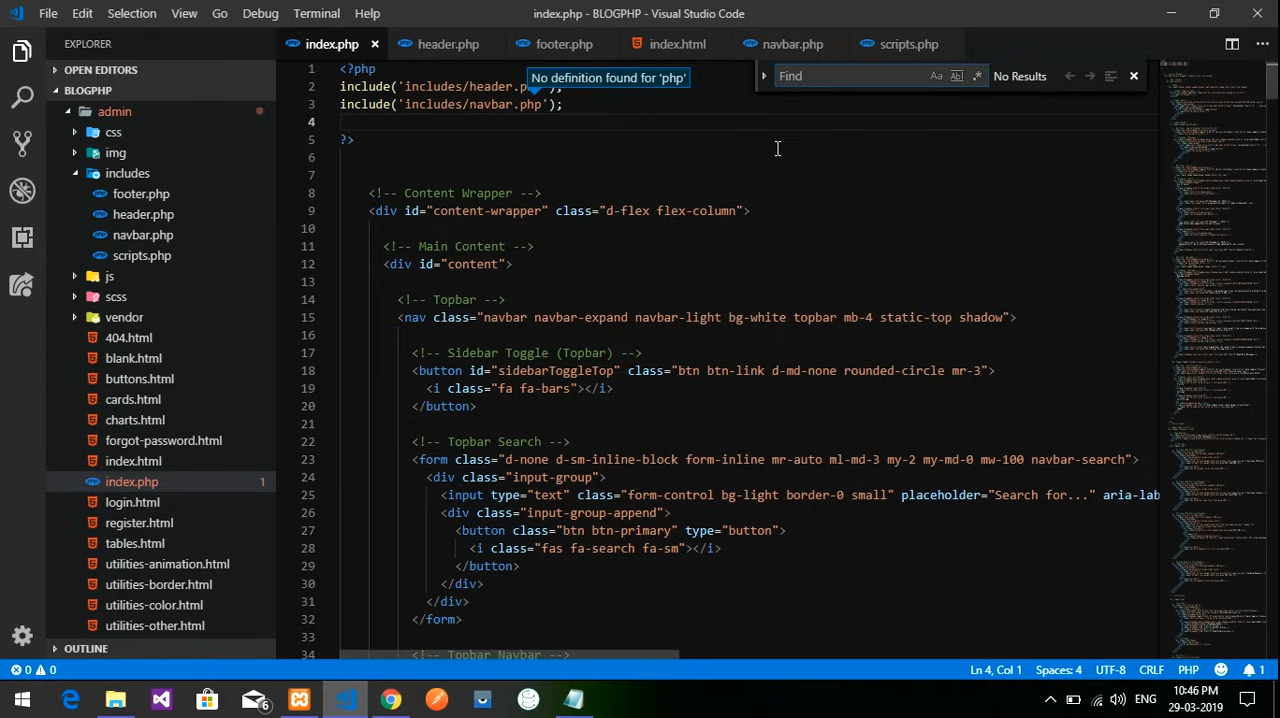 File Edit Selection View Go Debug Terminal Help
index.php - BLOGPHP - Visual Studio Code
EXPLORER
index.php
header.php
footer.php
index.html
navbar.php
scripts.php
OPEN EDITORS
BLOGPHP
admin
css
img
includes
footer.php
header.php
navbar.php
scripts.php
js
scss
vendor
404.html
blank.html
buttons.html
cards.html
charts.html
forgot-password.html
index.html
index.php 1
login.html
register.html
tables.html
utilities-animation.html
utilities-border.html
utilities-color.html
utilities-other.html
OUTLINE
No definition found for 'php'
Find
Aa Abl .*
No Results
1 <?php
2 include('includes/header.php');
3 include('includes/navbar.php');
4
5 ?>
6
7
8 <!-- Content Wrapper -->
9 <div id="content-wrapper" class="d-flex flex-column">
10
11 <!-- Main Content -->
12 <div id="content">
13
14 <!-- Topbar -->
15 <nav class="navbar navbar-expand navbar-light bg-white topbar mb-4 static-top shadow">
16
17 <!-- Sidebar Toggle (Topbar) -->
18 <button id="sidebarToggleTop" class="btn btn-link d-md-none rounded-circle mr-3">
19 <i class="fa fa-bars"></i>
20 </button>
21
22 <!-- Topbar Search -->
23 <form class="d-none d-sm-inline-block form-inline mr-auto ml-md-3 my-2 my-md-0 mw-100 navbar-search">
24 <div class="input-group">
25 <input type="text" class="form-control bg-light border-0 small" placeholder="Search for..." aria-lab
26 <div class="input-group-append">
27 <button class="btn btn-primary" type="button">
28 <i class="fas fa-search fa-sm"></i>
29 </button>
30 </div>
31 </div>
32 </form>
33
34 <!-- Topbar Navbar -->
0 0
Ln 4, Col 1
Spaces: 4
UTF-8
CRLF
PHP
1
6
ENG
10:46 PM
29-03-2019